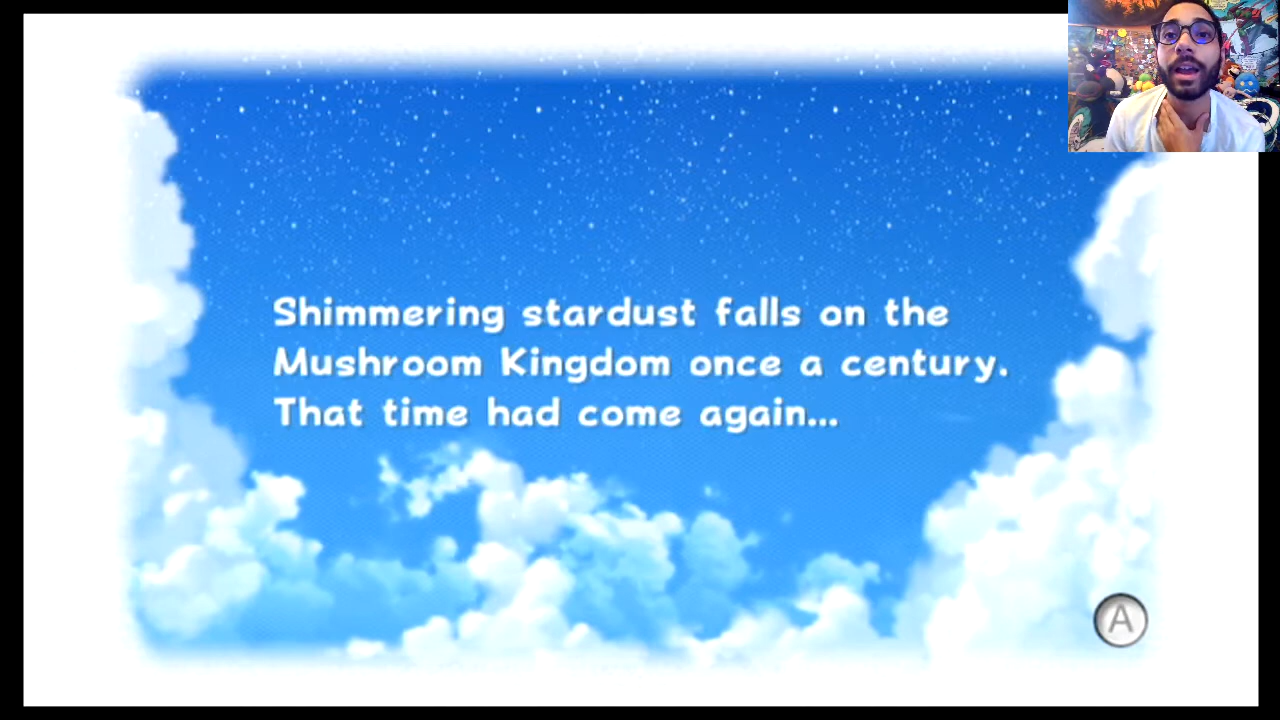 Shimmering stardust falls on the
Mushroom Kingdom once a century.
That time had come again...
A